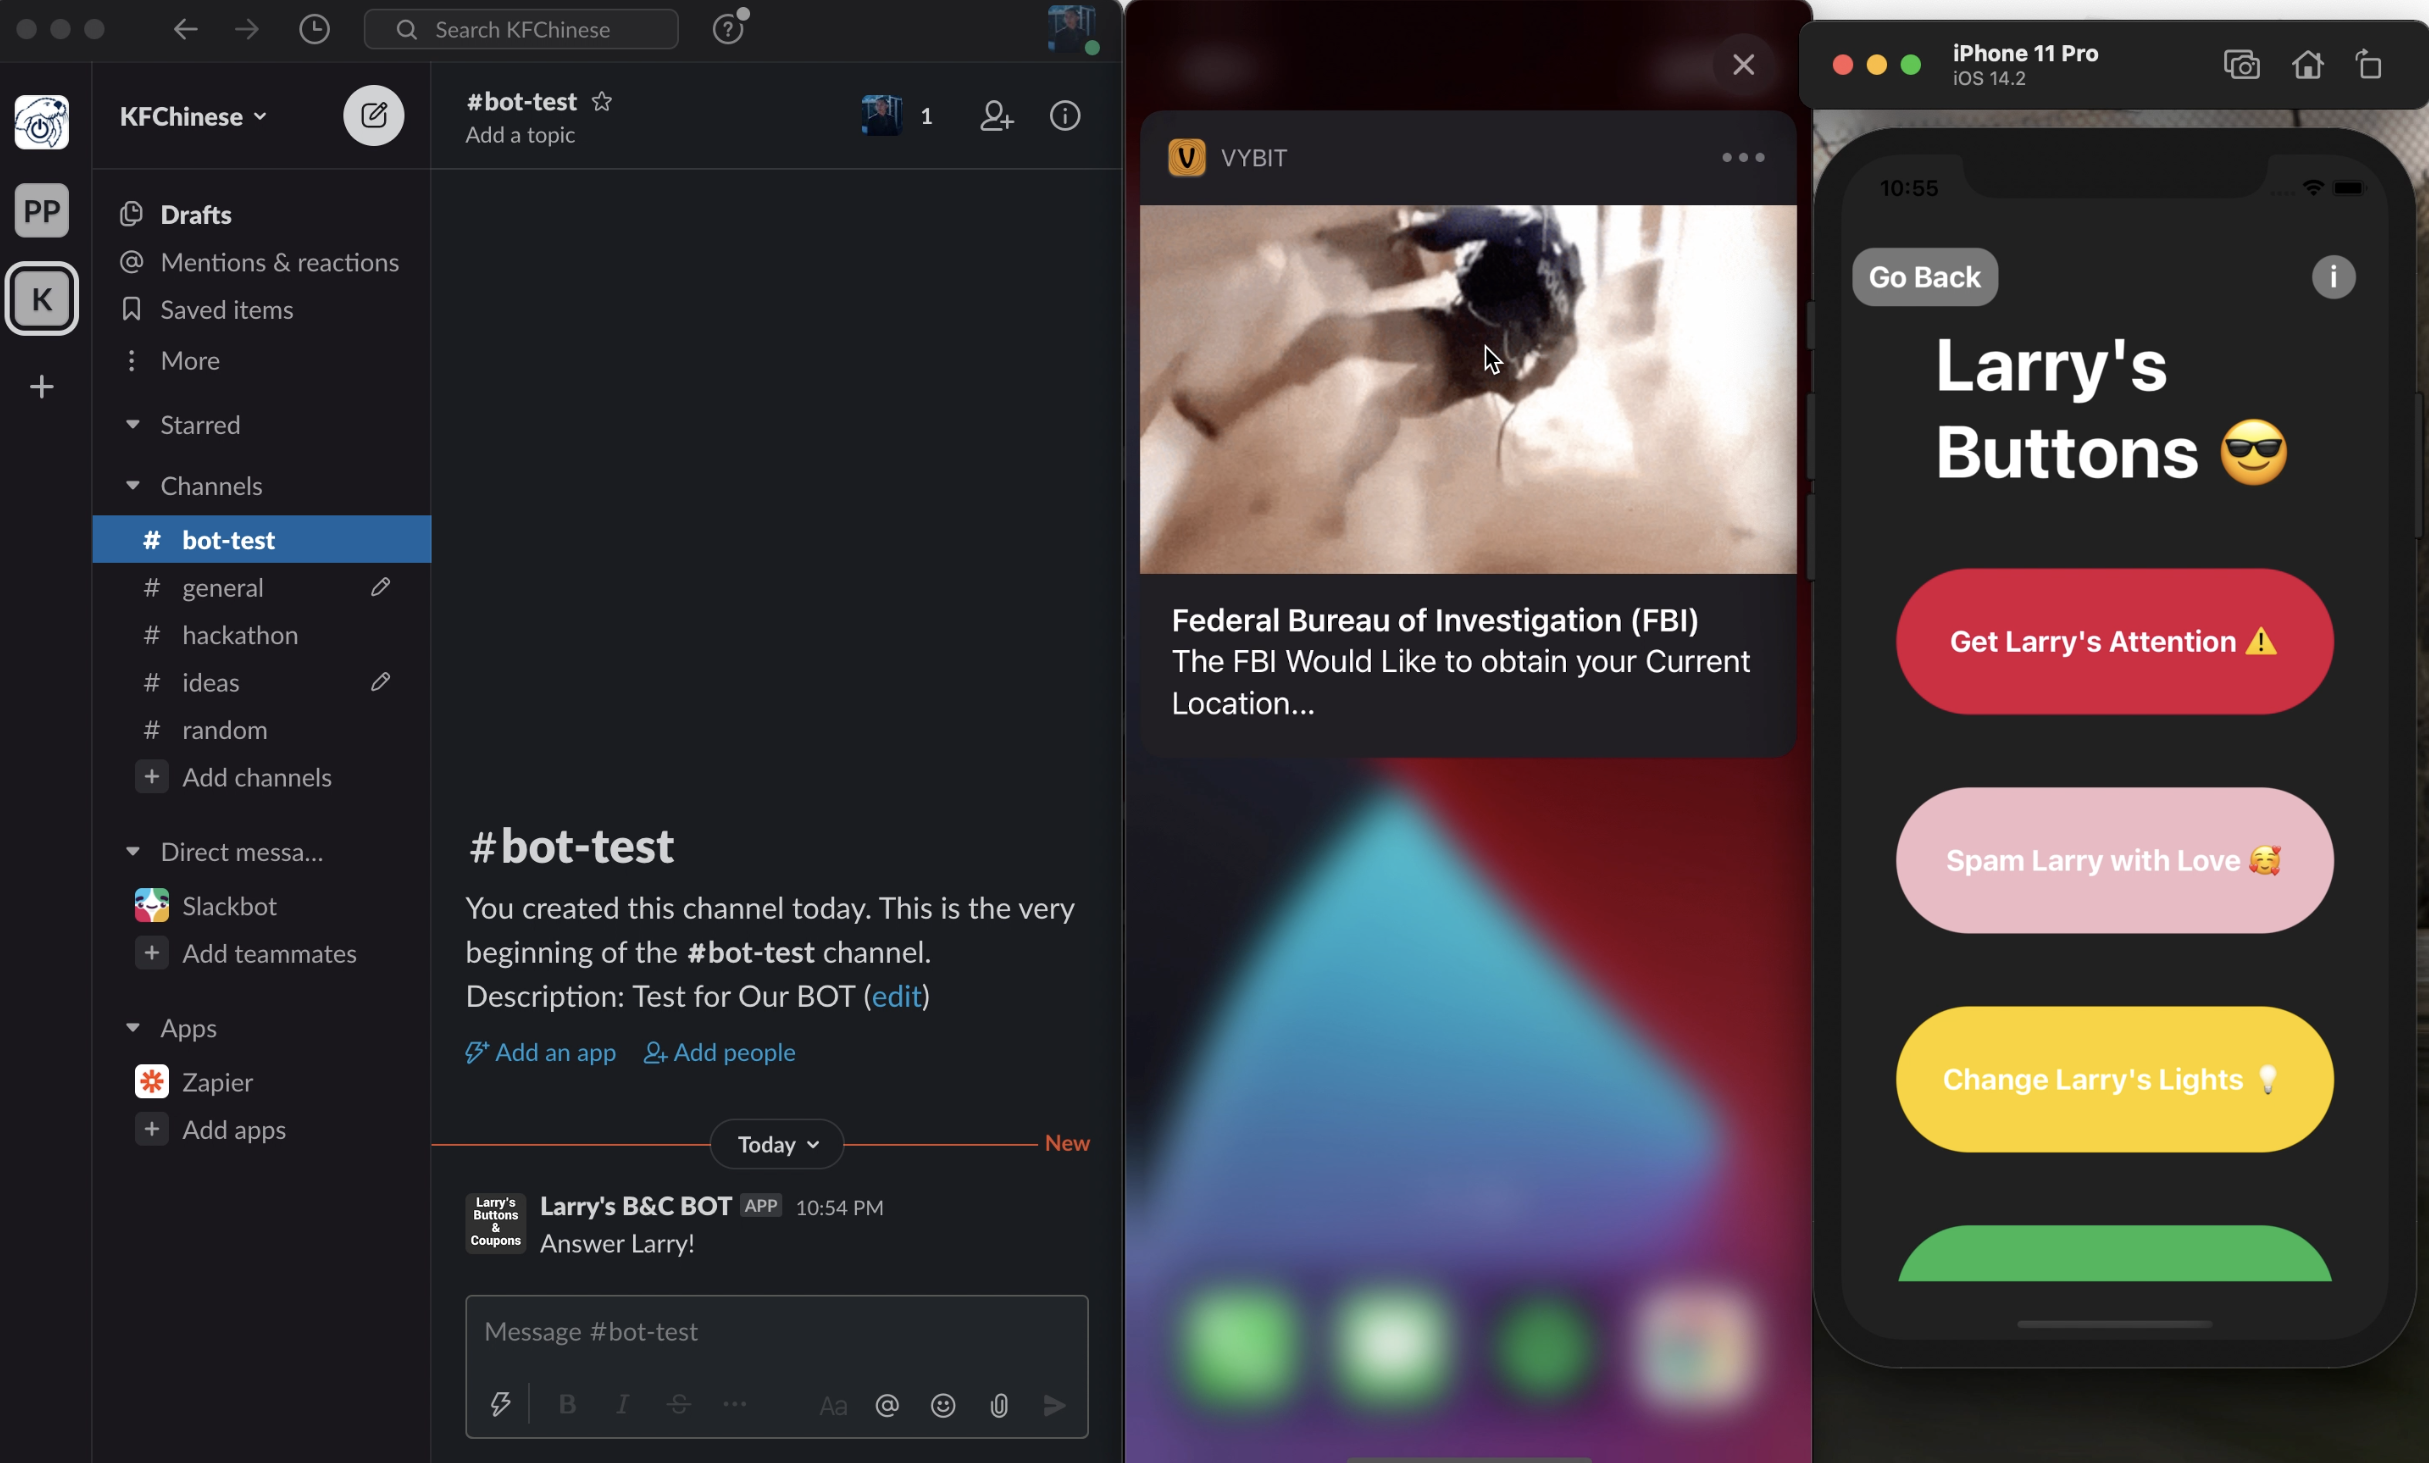 Search KFChinese
KFChinese
PP
K
Drafts
Mentions & reactions
Saved items
More
Starred
Channels
# bot-test
# general
# hackathon
# ideas
# random
+ Add channels
Direct messa...
Slackbot
+ Add teammates
Apps
Zapier
+ Add apps
#bot-test
Add a topic
1
#bot-test
You created this channel today. This is the very
beginning of the #bot-test channel.
Description: Test for Our BOT (edit)
Add an app Add people
Today
New
Larry's
Buttons
&
Coupons
Larry's B&C BOT APP 10:54 PM
Answer Larry!
Message #bot-test
B I S ... Aa @
V VYBIT
Federal Bureau of Investigation (FBI)
The FBI Would Like to obtain your Current
Location...
iPhone 11 Pro
iOS 14.2
10:55
Go Back
i
Larry's
Buttons 😎
Get Larry's Attention ⚠️
Spam Larry with Love 🥰
Change Larry's Lights 💡